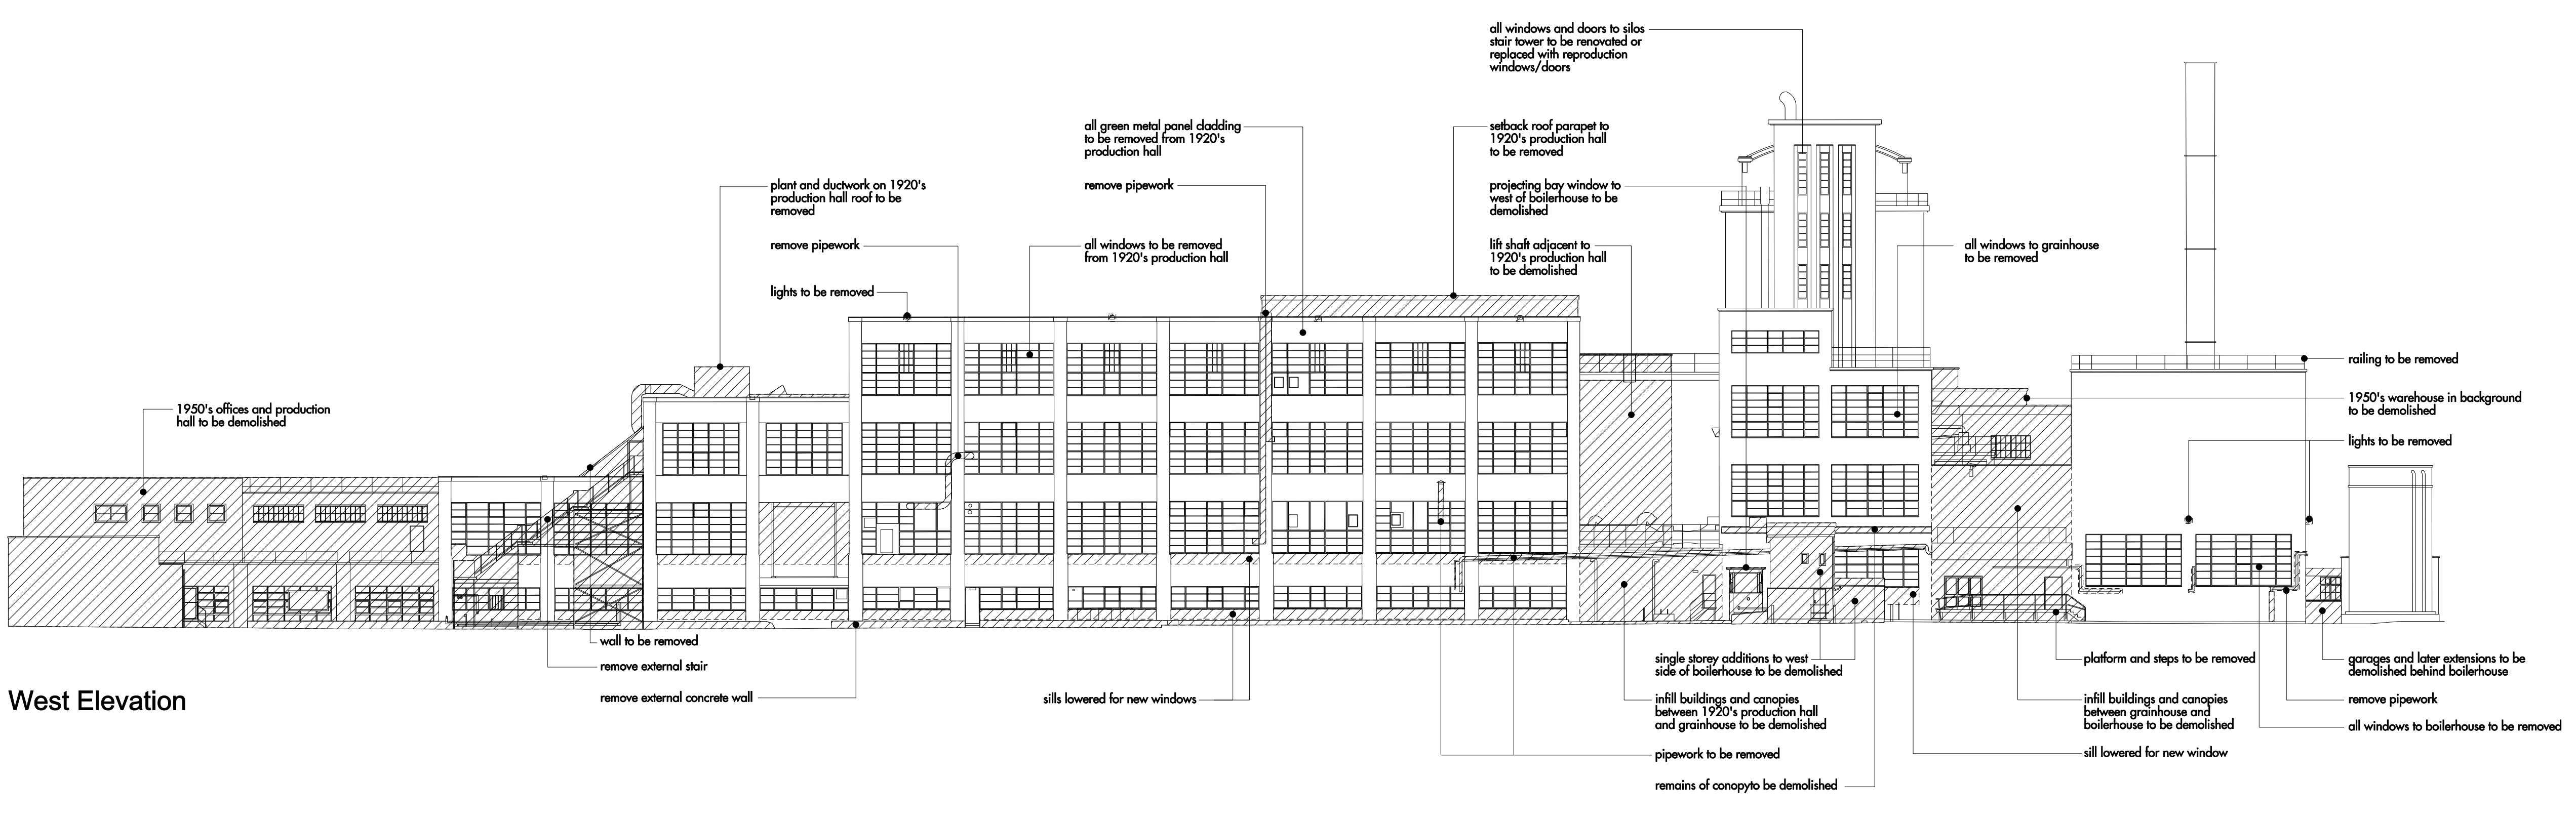 all windows and doors to silos
stair tower to be renovated or
replaced with reproduction
windows/doors
all green metal panel cladding
to be removed from 1920's
production hall
setback roof parapet to
1920's production hall
to be removed
plant and ductwork on 1920's
production hall roof to be
removed
remove pipework
projecting bay window to
west of boilerhouse to be
demolished
remove pipework
all windows to be removed
from 1920's production hall
lift shaft adjacent to
1920's production hall
to be demolished
all windows to grainhouse
to be removed
lights to be removed
railing to be removed
1950's offices and production
hall to be demolished
1950's warehouse in background
to be demolished
lights to be removed
wall to be removed
remove external stair
remove external concrete wall
sills lowered for new windows
single storey additions to west
side of boilerhouse to be demolished
infill buildings and canopies
between 1920's production hall
and grainhouse to be demolished
pipework to be removed
remains of conopyto be demolished
platform and steps to be removed
infill buildings and canopies
between grainhouse and
boilerhouse to be demolished
sill lowered for new window
garages and later extensions to be
demolished behind boilerhouse
remove pipework
all windows to boilerhouse to be removed
West Elevation